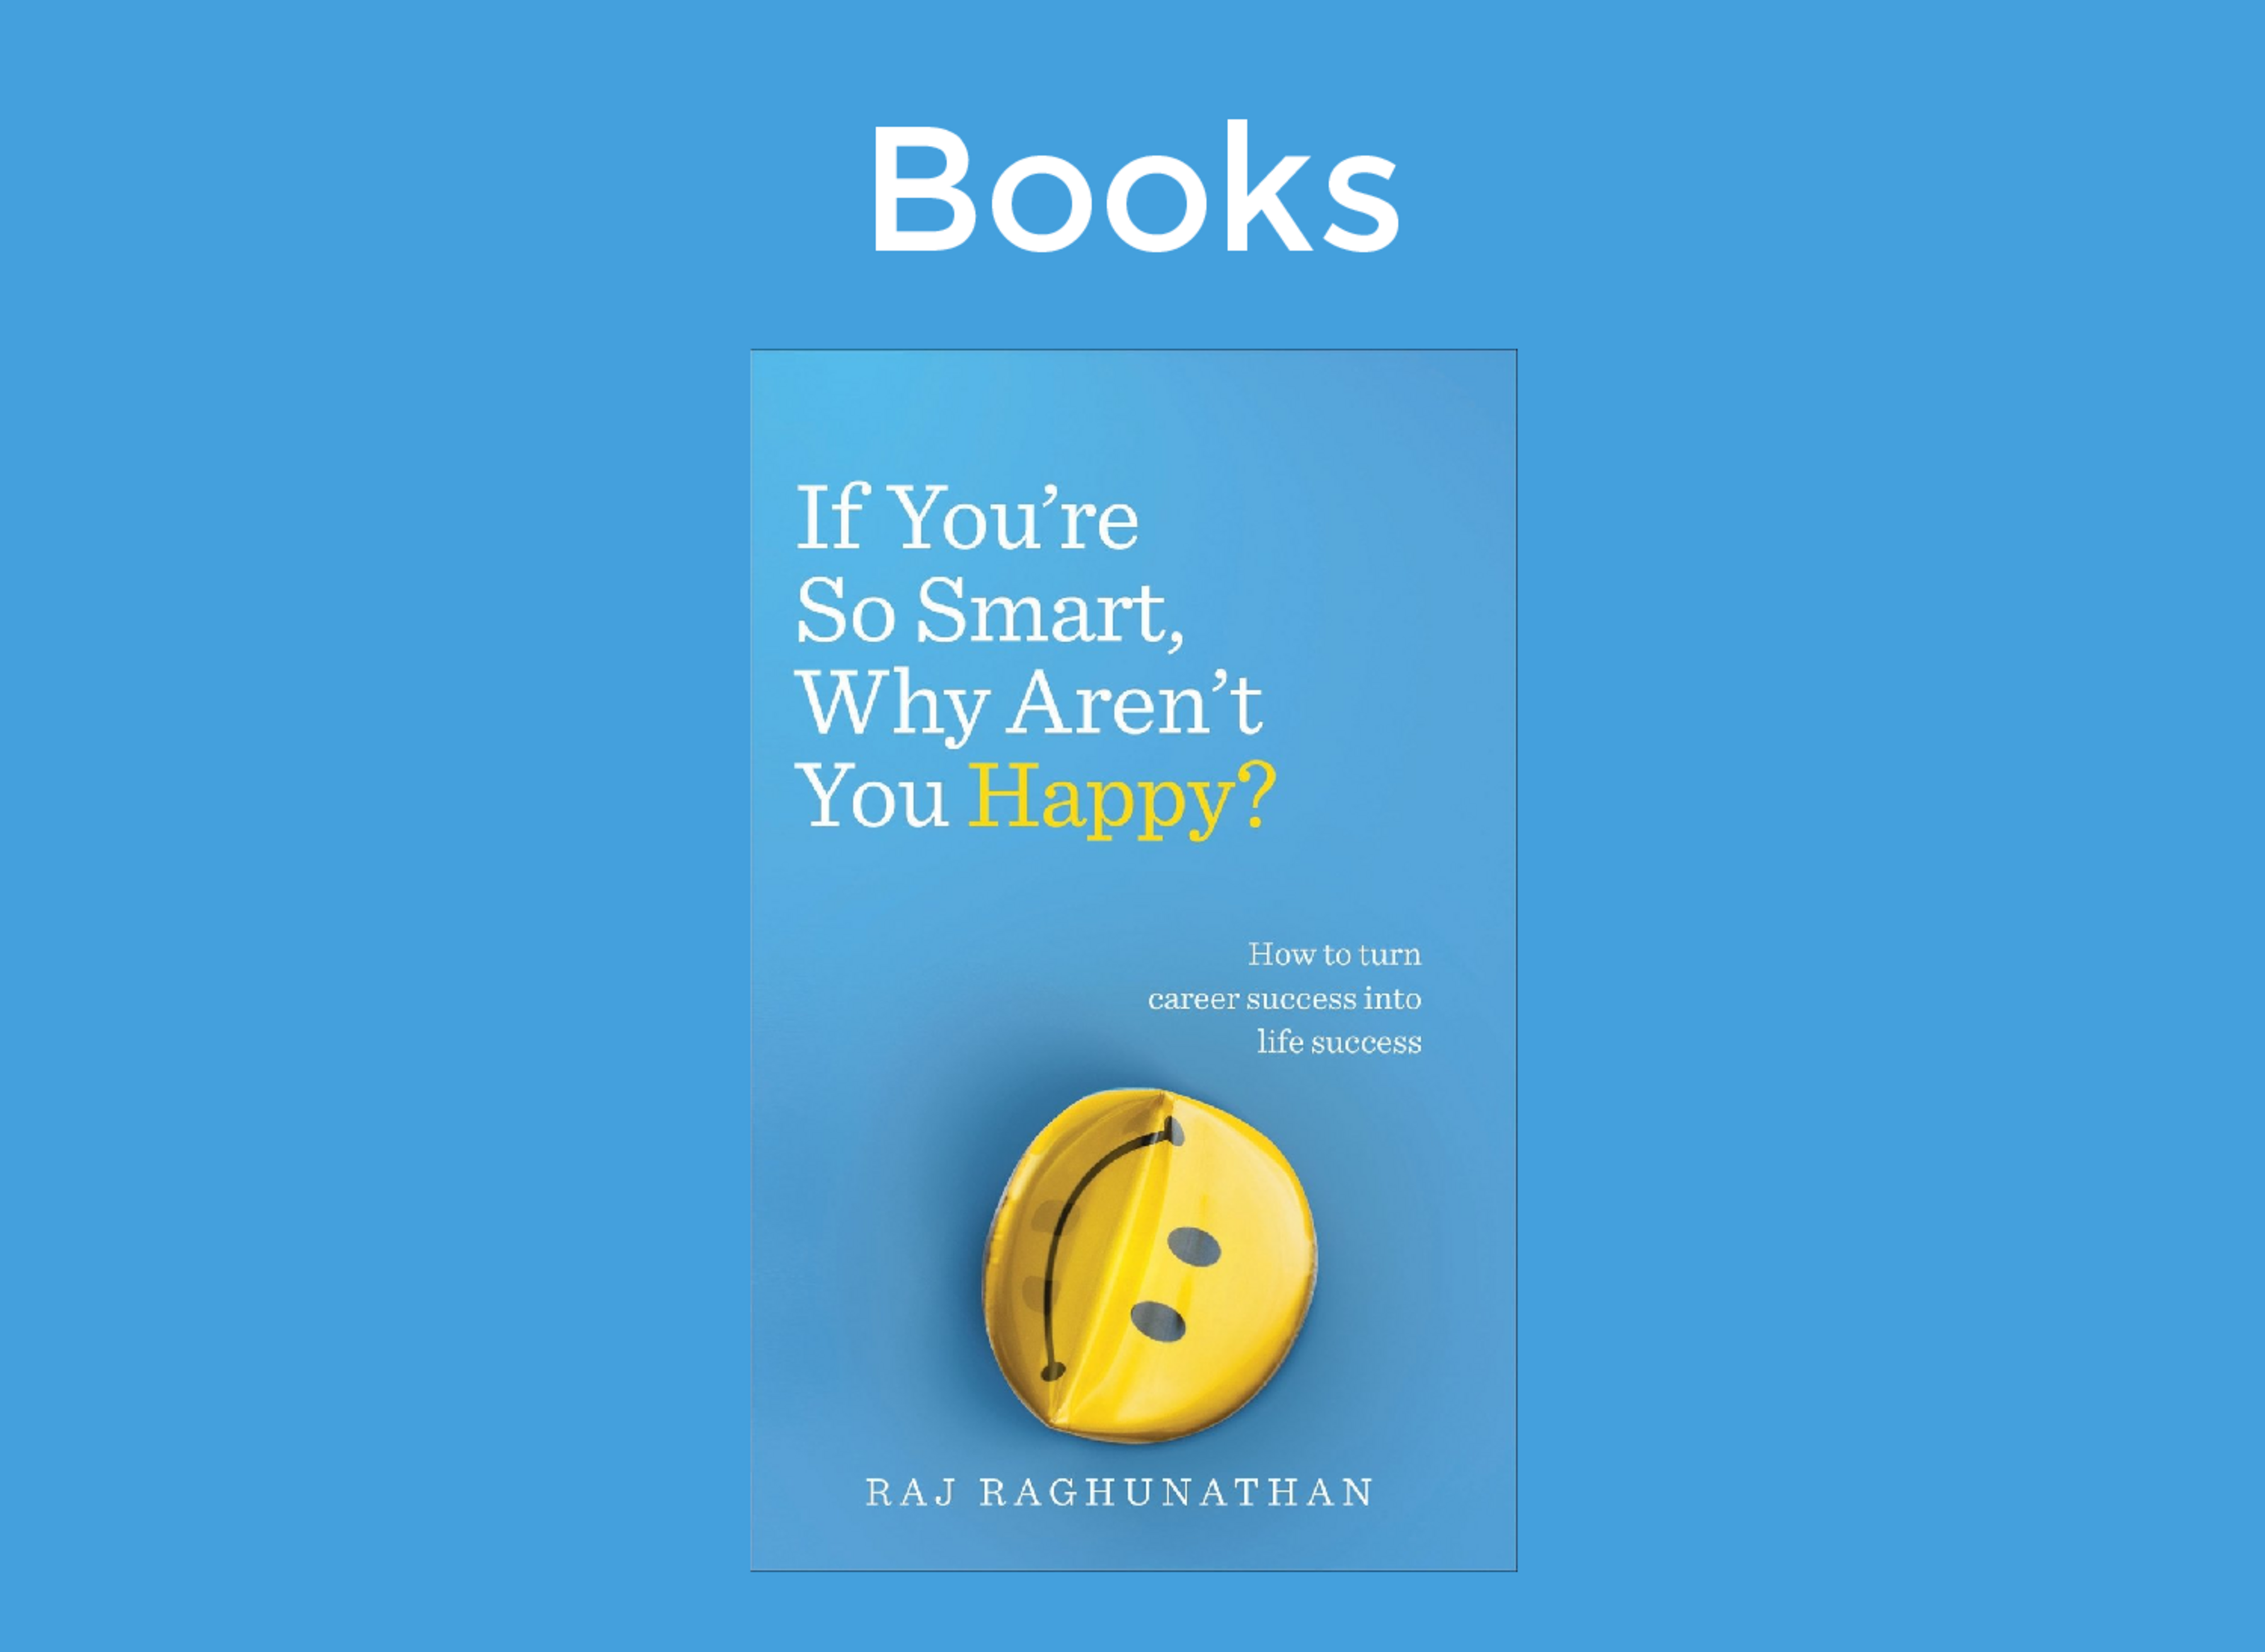 Books
If You’re
So Smart,
Why Aren’t
You Happy?
How to turn
career success into
life success
RAJ RAGHUNATHAN